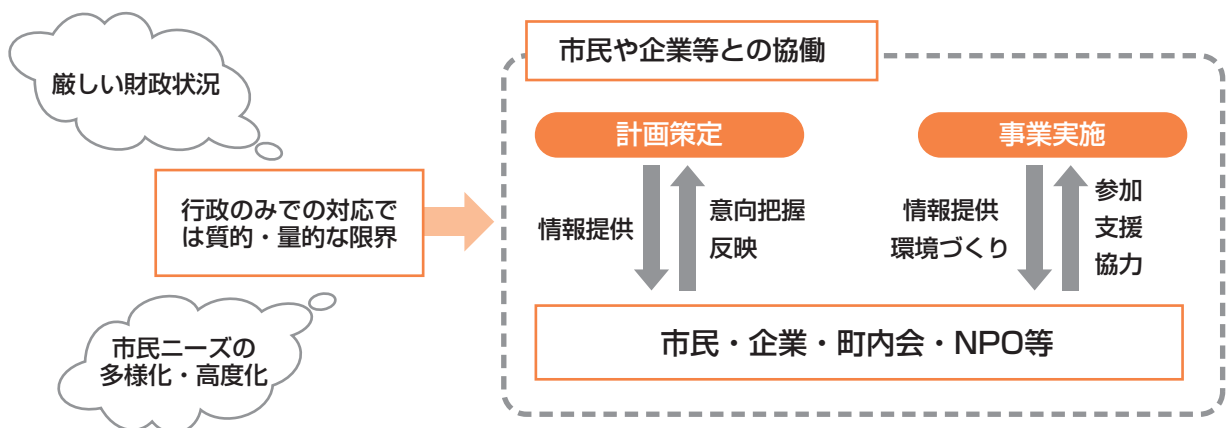 厳しい財政状況
行政のみでの対応で
は質的・量的な限界
市民ニーズの
多様化・高度化
市民や企業等との協働
計画策定
情報提供
意向把握
反映
事業実施
情報提供
環境づくり
参加
支援
協力
市民・企業・町内会・NPO等